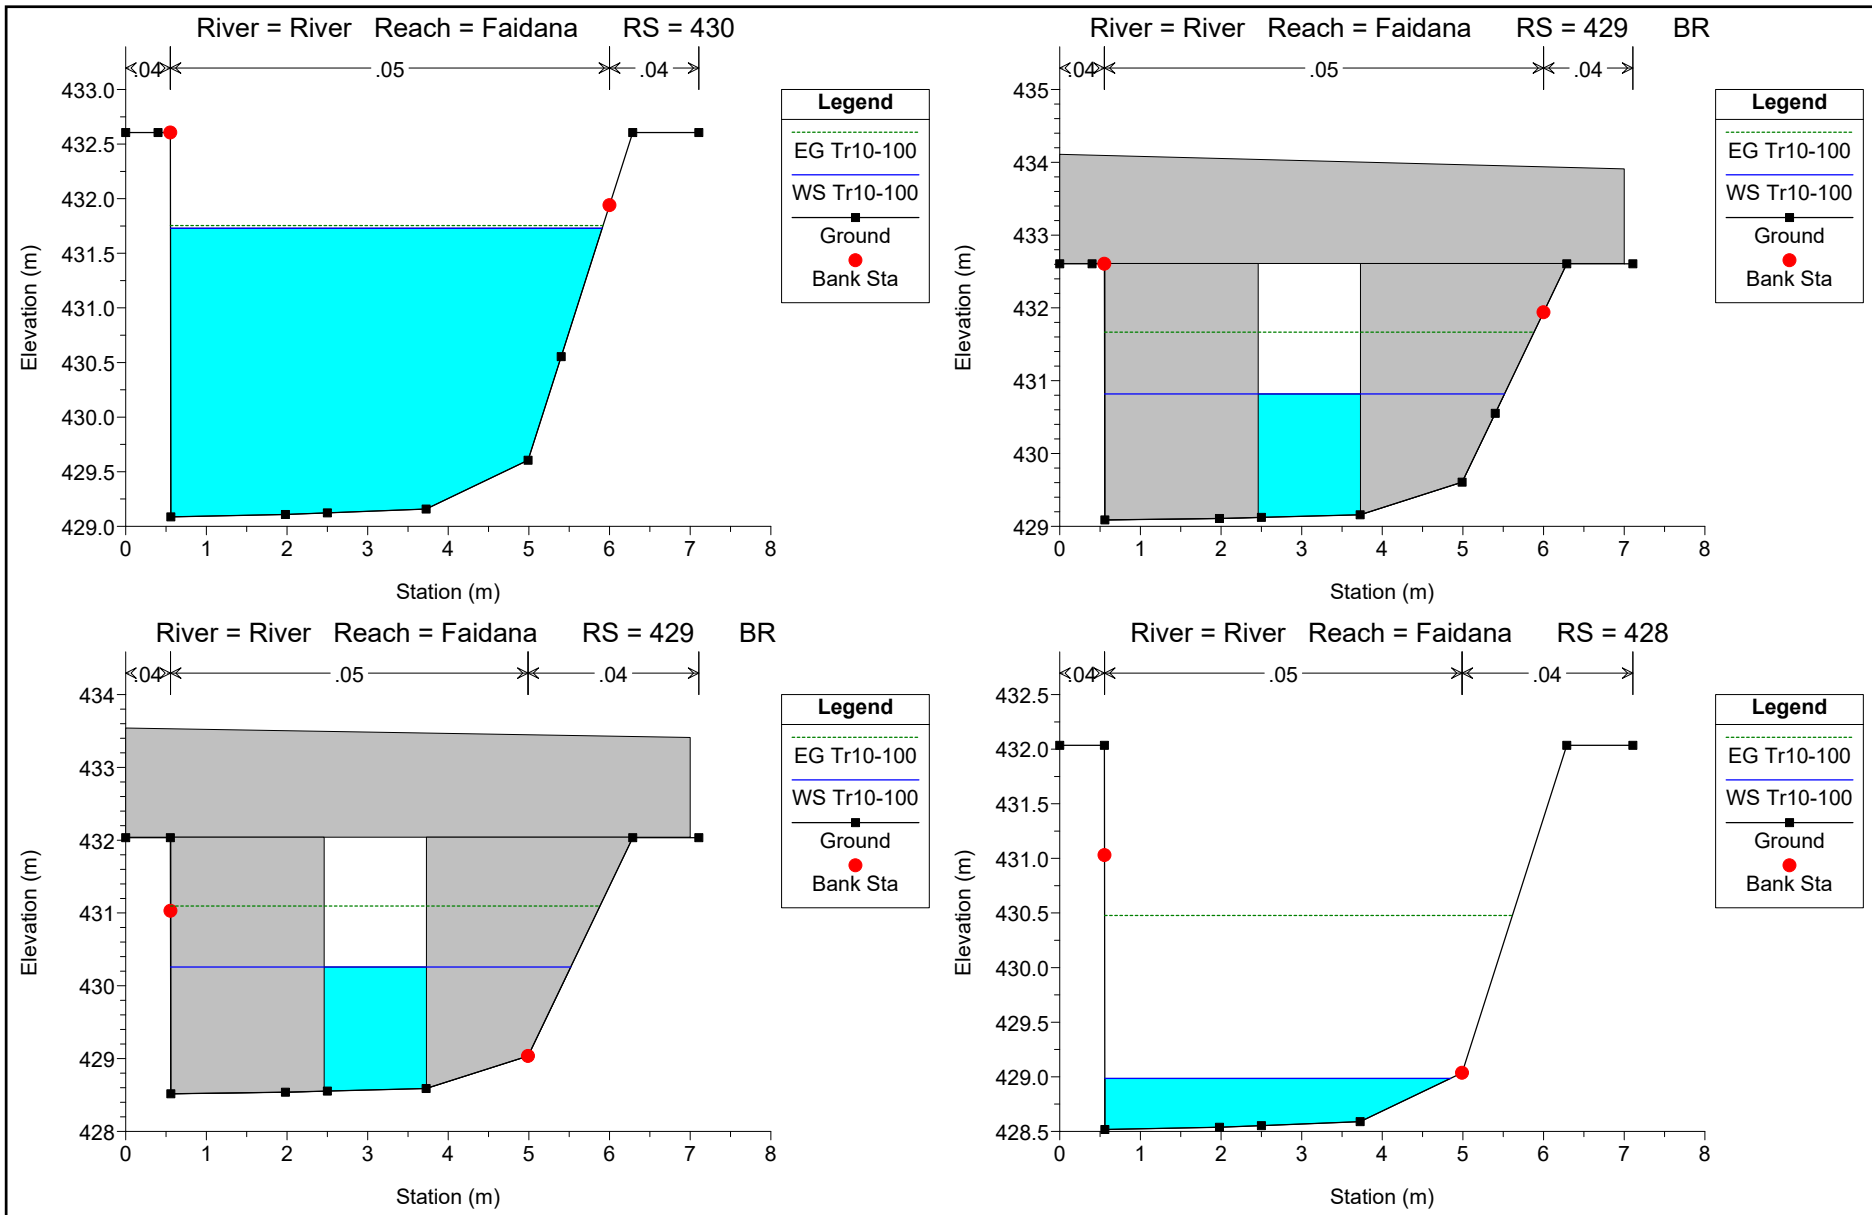 River = River Reach = Faidana RS = 430
.04 .05 .04
433.0
432.5
432.0
431.5
431.0
430.5
430.0
429.5
429.0
0 1 2 3 4 5 6 7 8
Station (m)
Elevation (m)
Legend
EG Tr10-100
WS Tr10-100
Ground
Bank Sta
River = River Reach = Faidana RS = 429 BR
.04 .05 .04
435
434
433
432
431
430
429
0 1 2 3 4 5 6 7 8
Station (m)
Elevation (m)
Legend
EG Tr10-100
WS Tr10-100
Ground
Bank Sta
River = River Reach = Faidana RS = 429 BR
.04 .05 .04
434
433
432
431
430
429
428
0 1 2 3 4 5 6 7 8
Station (m)
Elevation (m)
Legend
EG Tr10-100
WS Tr10-100
Ground
Bank Sta
River = River Reach = Faidana RS = 428
.04 .05 .04
432.5
432.0
431.5
431.0
430.5
430.0
429.5
429.0
428.5
0 1 2 3 4 5 6 7 8
Station (m)
Elevation (m)
Legend
EG Tr10-100
WS Tr10-100
Ground
Bank Sta